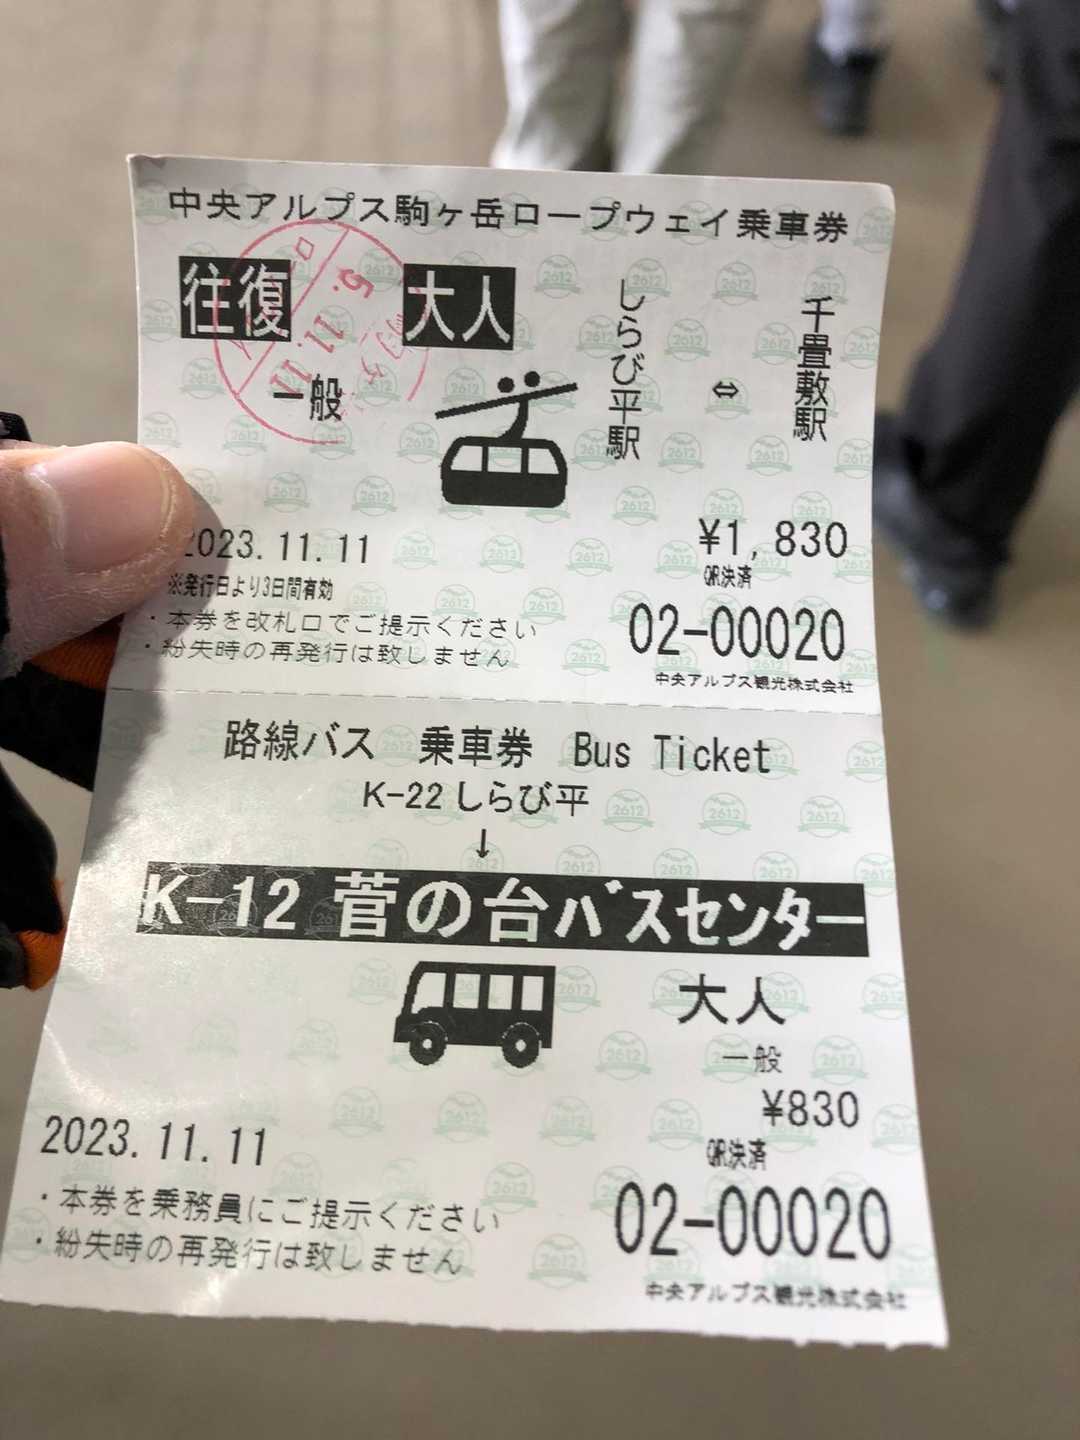 中央アルプス駒ヶ岳ロープウェイ乗車券
往復 大人
一般
しらび平駅 ⇔ 千畳敷駅
5.11.11
2023.11.11
¥1,830
QR決済
※発行日より3日間有効
・本券を改札口でご提示ください
・紛失時の再発行は致しません
02-00020
中央アルプス観光株式会社
路線バス 乗車券 Bus Ticket
K-22 しらび平
↓
K-12 菅の台バスセンター
大人
一般
¥830
QR決済
2023.11.11
・本券を乗務員にご提示ください
・紛失時の再発行は致しません
02-00020
中央アルプス観光株式会社
2612